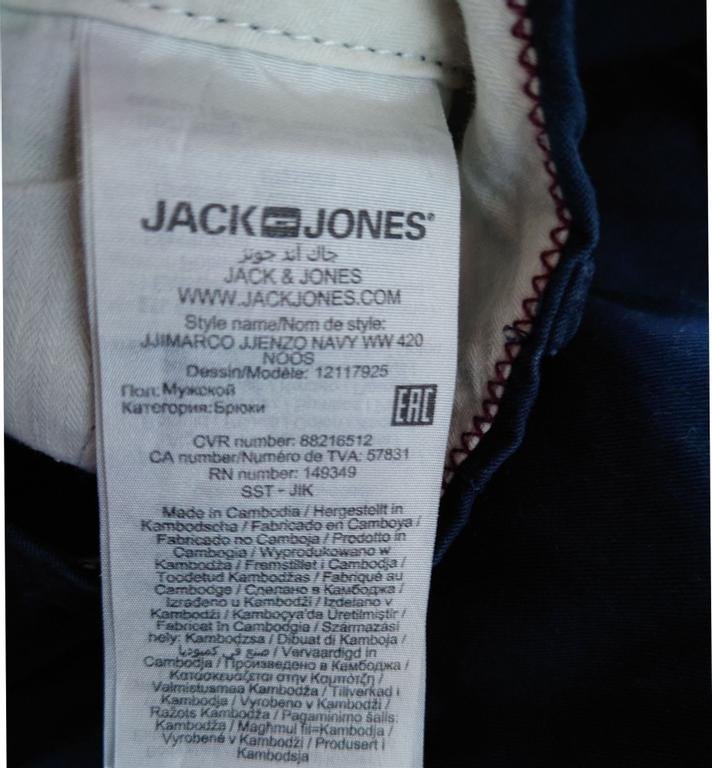 JACK JONES®
جاك أند جونز
JACK & JONES
WWW.JACKJONES.COM
Style name/Nom de style:
JJIMARCO JJENZO NAVY WW 420
NOOS
Dessin/Modèle: 12117925
Пол: Мужской
Категория: Брюки
EAC
CVR number: 88216512
CA number/Numéro de TVA: 57831
RN number: 149349
SST - JIK
Made in Cambodia / Hergestellt in
Kambodscha / Fabricado en Camboya /
Fabricado no Camboja / Prodotto in
Cambogia / Wyprodukowano w
Kambodża / Fremstillet i Cambodja /
Toodetud Kambodžas / Fabriqué au
Cambodge / Сделано в Камбоджа /
Izrađeno u Kambodži / Izdelano v
Kambodži / Kamboçya'da Üretilmiştir /
Fabricat în Cambodgia / Származási
hely: Kambodzsa / Dibuat di Kamboja /
صنع في كمبوديا / Vervaardigd in
Cambodja / Произведено в Камбоджа /
Κατασκευάζεται στην Καμπότζη /
Valmistusmaa Kambodža / Tillverkad i
Kambodja / Vyrobeno v Kambodži /
Ražots Kambodža / Pagaminimo šalis:
Kambodža / Magħmul fil=Kambodja /
Vyrobené v Kambodži / Produsert i
Kambodsja